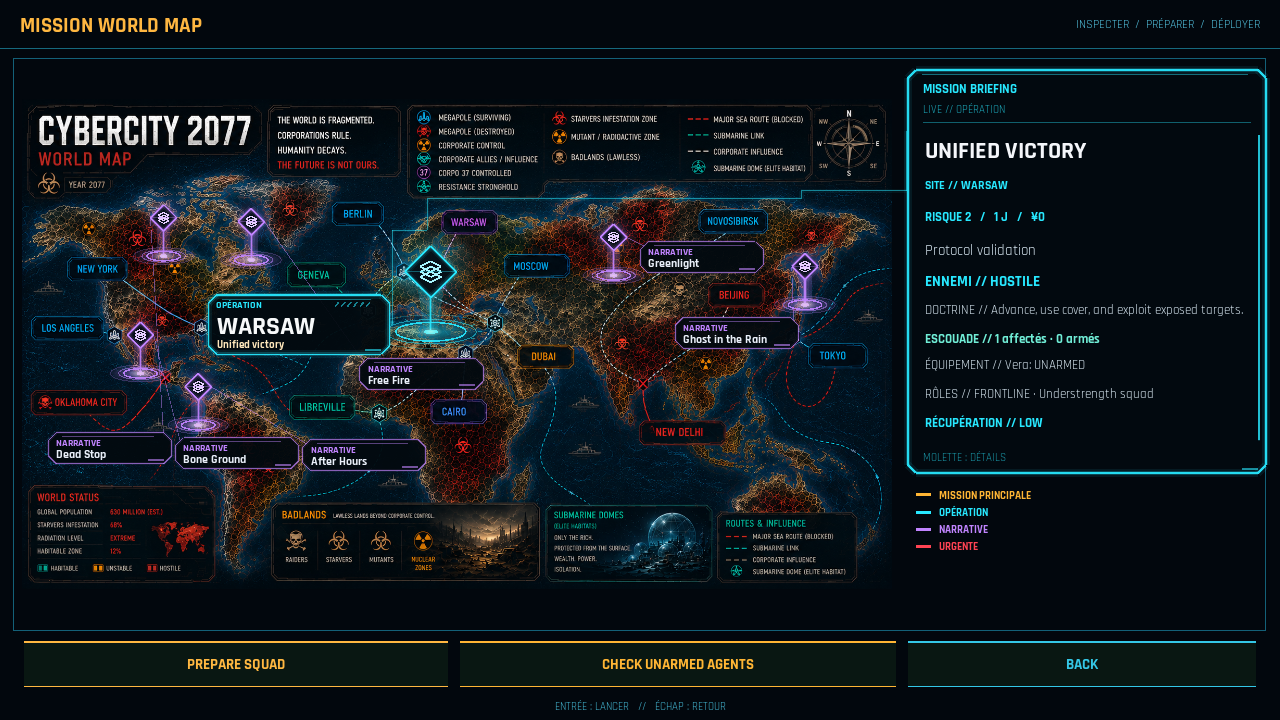 MISSION WORLD MAP
INSPECTER / PRÉPARER / DÉPLOYER
CYBERCITY 2077
WORLD MAP
YEAR 2077
THE WORLD IS FRAGMENTED.
CORPORATIONS RULE.
HUMANITY DECAYS.
THE FUTURE IS NOT OURS.
MEGAPOLE (SURVIVING)
MEGAPOLE (DESTROYED)
CORPORATE CONTROL
CORPORATE ALLIES / INFLUENCE
37 CORPO 37 CONTROLLED
RESISTANCE STRONGHOLD
STARVERS INFESTATION ZONE
MUTANT / RADIOACTIVE ZONE
BADLANDS (LAWLESS)
MAJOR SEA ROUTE (BLOCKED)
SUBMARINE LINK
CORPORATE INFLUENCE
SUBMARINE DOME (ELITE HABITAT)
N
NW
NE
W
E
SW
SE
S
BERLIN
WARSAW
NOVOSIBIRSK
NEW YORK
GENEVA
MOSCOW
NARRATIVE
Greenlight
BEIJING
OPÉRATION
WARSAW
Unified victory
LOS ANGELES
NARRATIVE
Ghost in the Rain
DUBAI
TOKYO
NARRATIVE
Free Fire
OKLAHOMA CITY
LIBREVILLE
CAIRO
NEW DELHI
NARRATIVE
Dead Stop
NARRATIVE
Bone Ground
NARRATIVE
After Hours
WORLD STATUS
GLOBAL POPULATION 630 MILLION (EST.)
STARVERS INFESTATION 68%
RADIATION LEVEL EXTREME
HABITABLE ZONE 12%
HABITABLE
UNSTABLE
HOSTILE
BADLANDS LAWLESS LANDS BEYOND CORPORATE CONTROL.
RAIDERS
STARVERS
MUTANTS
NUCLEAR
ZONES
SUBMARINE DOMES
(ELITE HABITATS)
ONLY THE RICH.
PROTECTED FROM THE SURFACE.
WEALTH. POWER.
ISOLATION.
ROUTES & INFLUENCE
MAJOR SEA ROUTE (BLOCKED)
SUBMARINE LINK
CORPORATE INFLUENCE
SUBMARINE DOME (ELITE HABITAT)
MISSION BRIEFING
LIVE // OPÉRATION
UNIFIED VICTORY
SITE // WARSAW
RISQUE 2 / 1 J / ¥0
Protocol validation
ENNEMI // HOSTILE
DOCTRINE // Advance, use cover, and exploit exposed targets.
ESCOUADE // 1 affectés · 0 armés
ÉQUIPEMENT // Vera: UNARMED
RÔLES // FRONTLINE · Understrength squad
RÉCUPÉRATION // LOW
MOLETTE : DÉTAILS
MISSION PRINCIPALE
OPÉRATION
NARRATIVE
URGENTE
PREPARE SQUAD
CHECK UNARMED AGENTS
BACK
ENTRÉE : LANCER // ÉCHAP : RETOUR